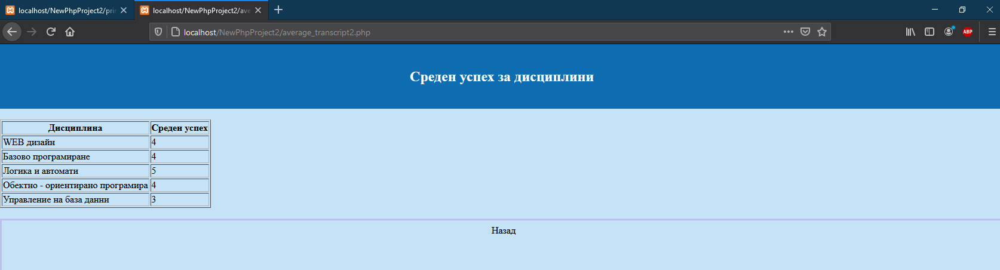 localhost/NewPhpProject2/prin
localhost/NewPhpProject2/ave
localhost/NewPhpProject2/average_transcript2.php
ABP
Среден успех за дисциплини
Дисциплина Среден успех
WEB дизайн 4
Базово програмиране 4
Логика и автомати 5
Обектно - ориентирано програмира 4
Управление на база данни 3
Назад